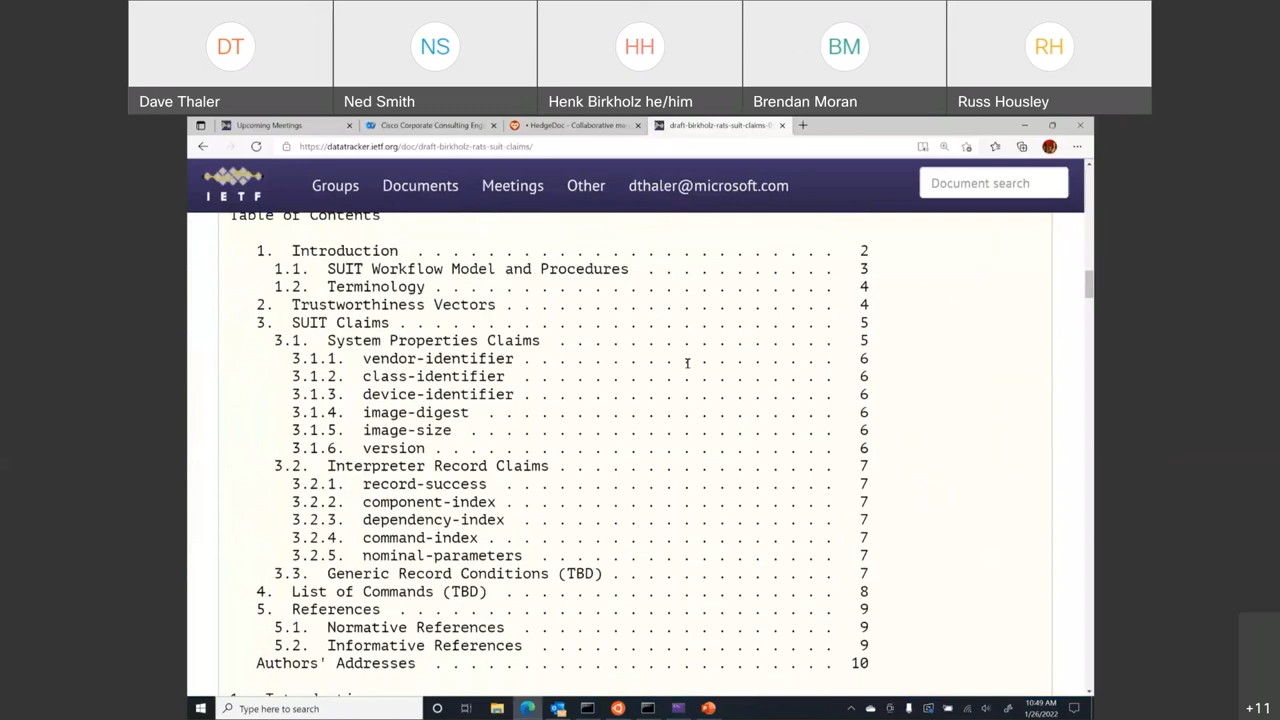 DT NS HH BM RH
Dave Thaler Ned Smith Henk Birkholz he/him Brendan Moran Russ Housley
Upcoming Meetings Cisco Corporate Consulting Eng • HedgeDoc - Collaborative ma draft-birkholz-rats-suit-claims-0
https://datatracker.ietf.org/doc/draft-birkholz-rats-suit-claims/
IETF Groups Documents Meetings Other dthaler@microsoft.com Document search
Table of Contents
1. Introduction . . . . . . . . . . . . . . . . . . . . . . . . 2
1.1. SUIT Workflow Model and Procedures . . . . . . . . . . . 3
1.2. Terminology . . . . . . . . . . . . . . . . . . . . . . . 4
2. Trustworthiness Vectors . . . . . . . . . . . . . . . . . . . 4
3. SUIT Claims . . . . . . . . . . . . . . . . . . . . . . . . . 5
3.1. System Properties Claims . . . . . . . . . . . . . . . . 5
3.1.1. vendor-identifier . . . . . . . . . . . . . . . . . . 6
3.1.2. class-identifier . . . . . . . . . . . . . . . . . . 6
3.1.3. device-identifier . . . . . . . . . . . . . . . . . . 6
3.1.4. image-digest . . . . . . . . . . . . . . . . . . . . 6
3.1.5. image-size . . . . . . . . . . . . . . . . . . . . . 6
3.1.6. version . . . . . . . . . . . . . . . . . . . . . . . 6
3.2. Interpreter Record Claims . . . . . . . . . . . . . . . . 7
3.2.1. record-success . . . . . . . . . . . . . . . . . . . 7
3.2.2. component-index . . . . . . . . . . . . . . . . . . . 7
3.2.3. dependency-index . . . . . . . . . . . . . . . . . . 7
3.2.4. command-index . . . . . . . . . . . . . . . . . . . . 7
3.2.5. nominal-parameters . . . . . . . . . . . . . . . . . 7
3.3. Generic Record Conditions (TBD) . . . . . . . . . . . . . 7
4. List of Commands (TBD) . . . . . . . . . . . . . . . . . . . 8
5. References . . . . . . . . . . . . . . . . . . . . . . . . . 9
5.1. Normative References . . . . . . . . . . . . . . . . . . 9
5.2. Informative References . . . . . . . . . . . . . . . . . 9
Authors' Addresses . . . . . . . . . . . . . . . . . . . . . . . 10
Type here to search
10:49 AM
1/26/2022
+11